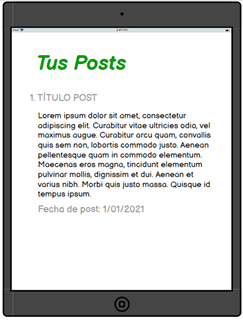 Tus Posts
1. TÍTULO POST
Lorem ipsum dolor sit amet, consectetur
adipiscing elit. Curabitur vitae ultricies odio, vel
maximus augue. Curabitur arcu quam, convallis
quis sem non, lobortis commodo justo. Aenean
pellentesque quam in commodo elementum.
Maecenas eros magna, tincidunt elementum
pulvinar mollis, dignissim et dui. Aenean et
varius nibh. Morbi quis justo massa. Quisque id
tempus ipsum.
Fecha de post: 1/01/2021